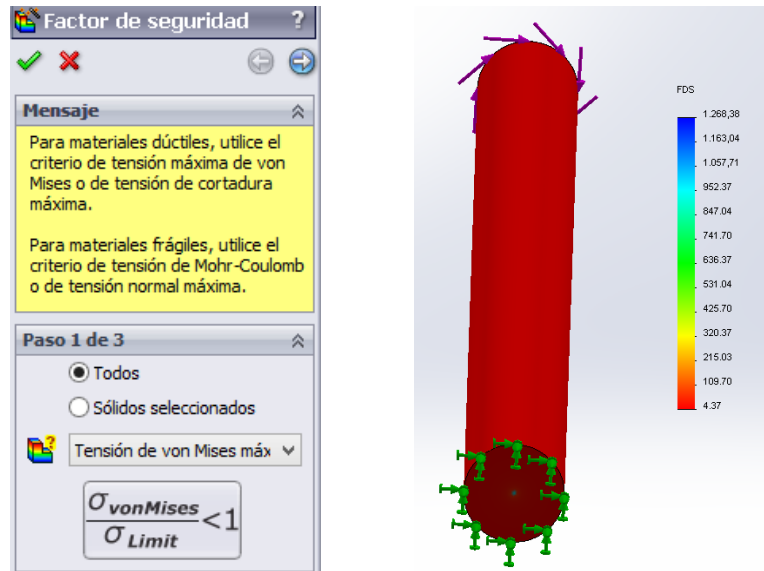 Factor de seguridad ?
Mensaje
Para materiales dúctiles, utilice el
criterio de tensión máxima de von
Mises o de tensión de cortadura
máxima.
Para materiales frágiles, utilice el
criterio de tensión de Mohr-Coulomb
o de tensión normal máxima.
Paso 1 de 3
Todos
Sólidos seleccionados
Tensión de von Mises máx
σvonMises
σLimit
<1
FDS
1.268,38
1.163,04
1.057,71
952.37
847.04
741.70
636.37
531.04
425.70
320.37
215.03
109.70
4.37